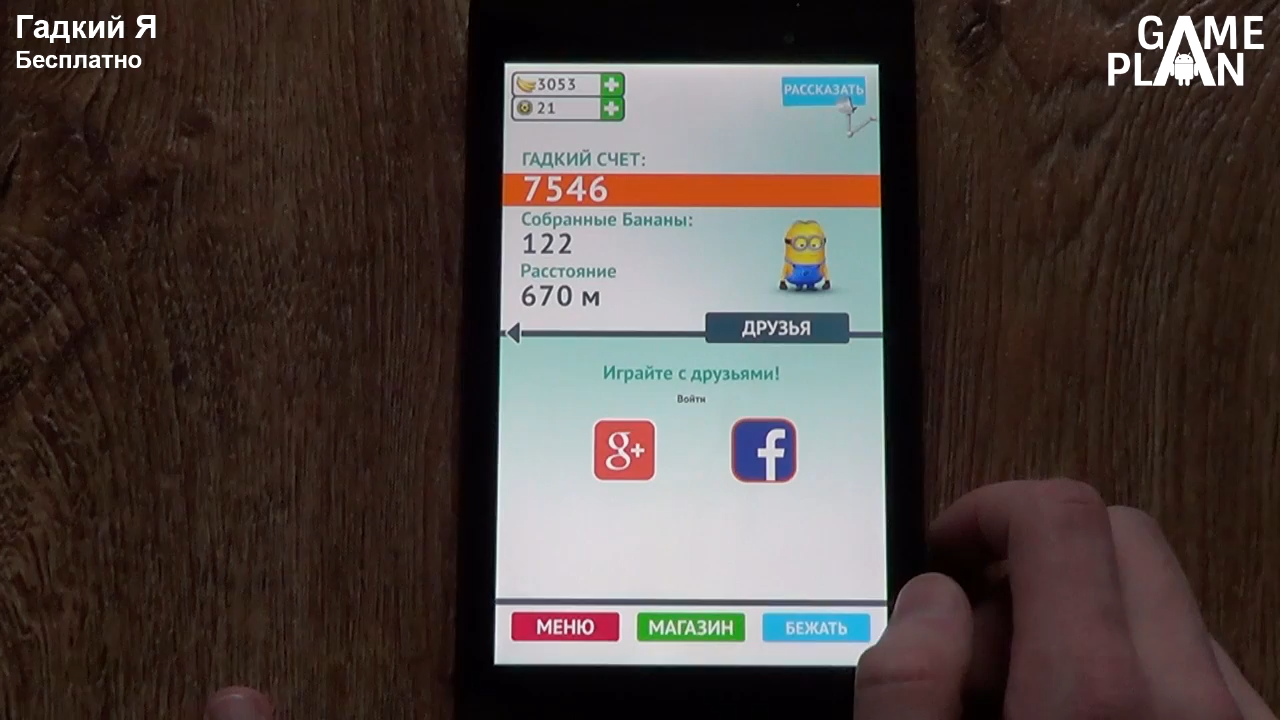 Гадкий Я
Бесплатно
GAME
PLAN
3053
21
РАССКАЗАТЬ
ГАДКИЙ СЧЕТ:
7546
Собранные Бананы:
122
Расстояние
670 м
ДРУЗЬЯ
Играйте с друзьями!
Войти
g+
f
МЕНЮ
МАГАЗИН
БЕЖАТЬ